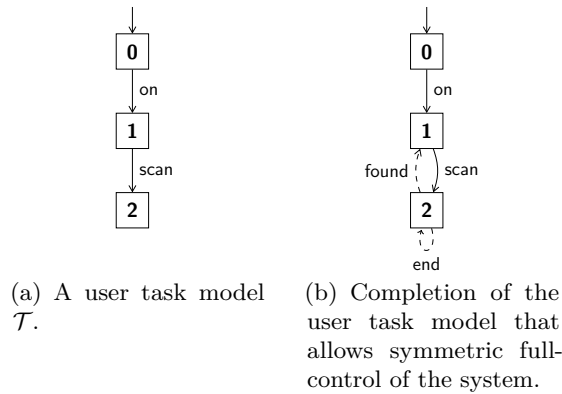 0
on
1
scan
2
(a) A user task model
𝒯.
0
on
1
found
scan
2
end
(b) Completion of the
user task model that
allows symmetric full-
control of the system.